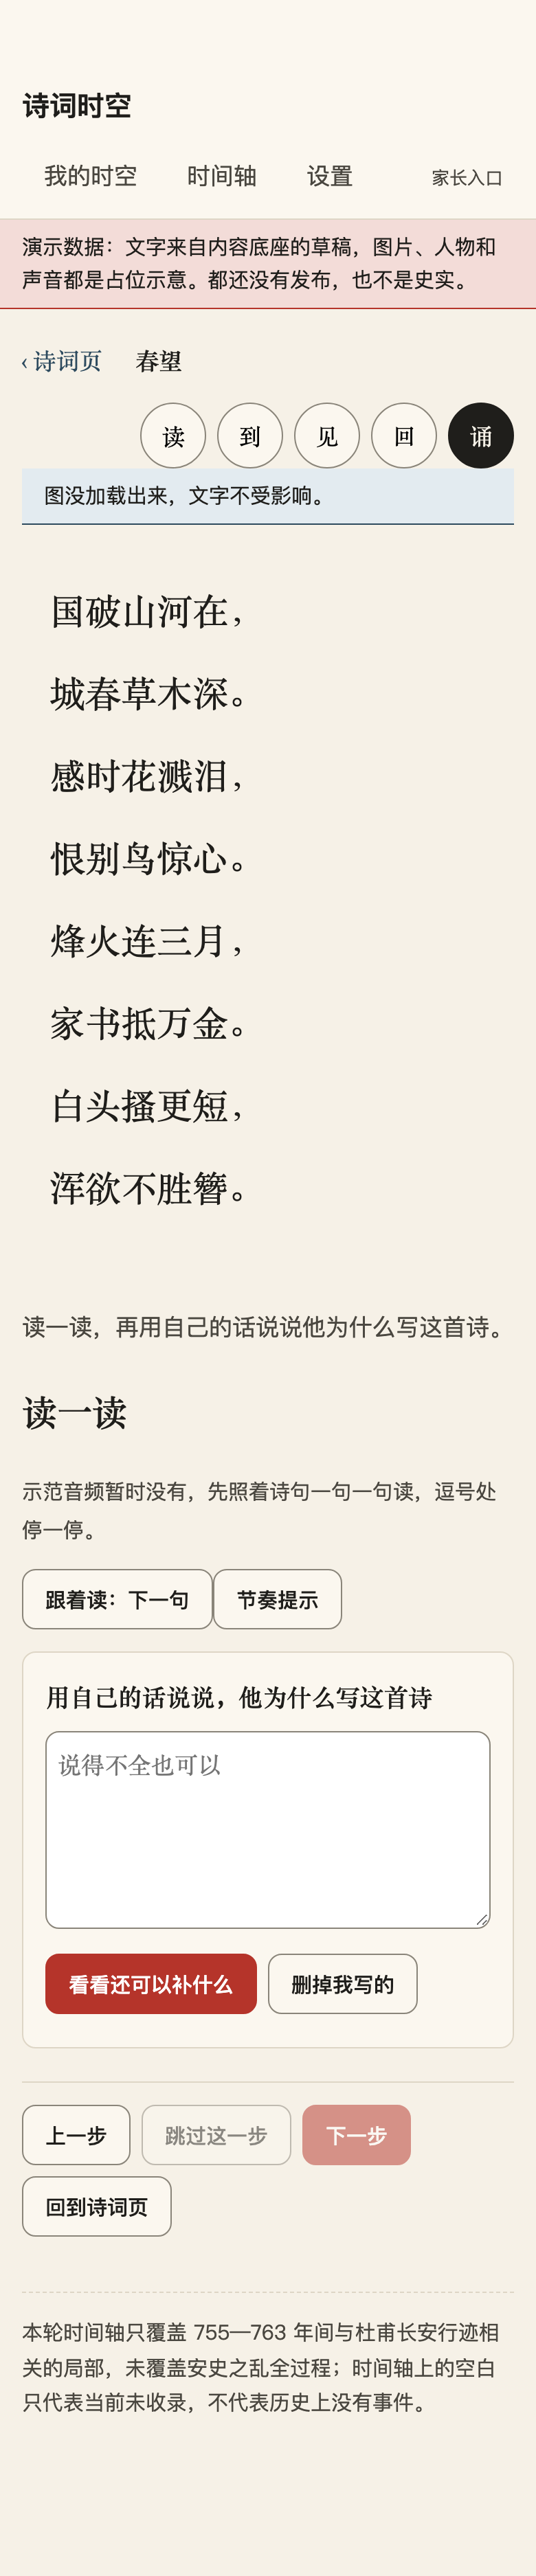 诗词时空
我的时空 时间轴 设置 家长入口
演示数据：文字来自内容底座的草稿，图片、人物和
声音都是占位示意。都还没有发布，也不是史实。
‹ 诗词页 春望
读 到 见 回 诵
图没加载出来，文字不受影响。
国破山河在，
城春草木深。
感时花溅泪，
恨别鸟惊心。
烽火连三月，
家书抵万金。
白头搔更短，
浑欲不胜簪。
读一读，再用自己的话说说他为什么写这首诗。
读一读
示范音频暂时没有，先照着诗句一句一句读，逗号处
停一停。
跟着读：下一句 节奏提示
用自己的话说说，他为什么写这首诗
说得不全也可以
看看还可以补什么 删掉我写的
上一步 跳过这一步 下一步
回到诗词页
本轮时间轴只覆盖 755—763 年间与杜甫长安行迹相
关的局部，未覆盖安史之乱全过程；时间轴上的空白
只代表当前未收录，不代表历史上没有事件。